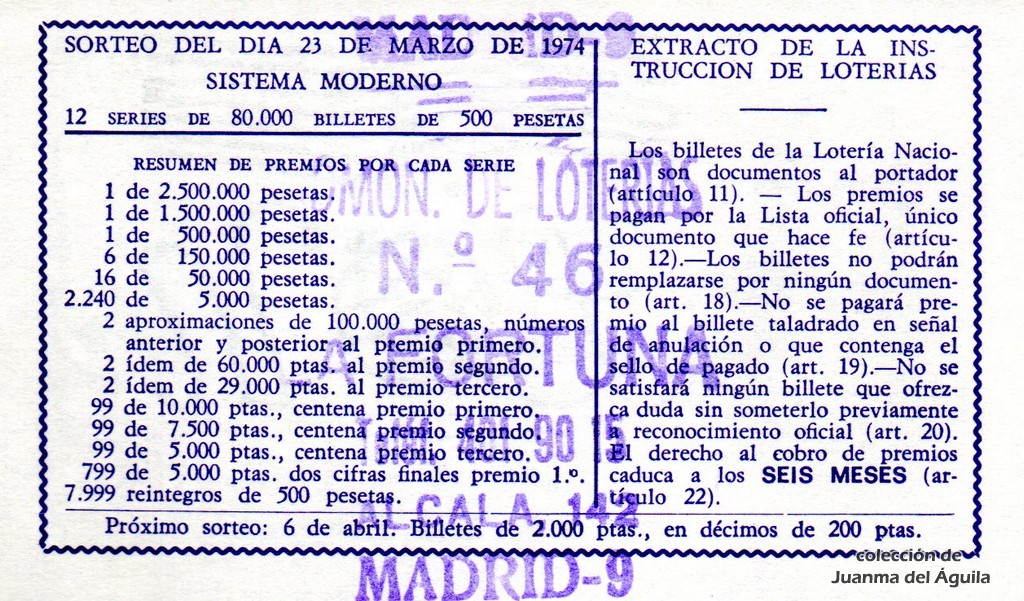 SORTEO DEL DIA 23 DE MARZO DE 1974
SISTEMA MODERNO
12 SERIES DE 80.000 BILLETES DE 500 PESETAS
RESUMEN DE PREMIOS POR CADA SERIE
1 de 2.500.000 pesetas.
1 de 1.500.000 pesetas.
1 de 500.000 pesetas.
6 de 150.000 pesetas.
16 de 50.000 pesetas.
2.240 de 5.000 pesetas.
2 aproximaciones de 100.000 pesetas, números
anterior y posterior al premio primero.
2 ídem de 60.000 ptas. al premio segundo.
2 ídem de 29.000 ptas. al premio tercero.
99 de 10.000 ptas., centena premio primero.
99 de 7.500 ptas., centena premio segundo.
99 de 5.000 ptas., centena premio tercero.
799 de 5.000 ptas. dos cifras finales premio 1.º.
7.999 reintegros de 500 pesetas.
EXTRACTO DE LA INS-
TRUCCION DE LOTERIAS
Los billetes de la Lotería Nacio-
nal son documentos al portador
(artículo 11). — Los premios se
pagan por la Lista oficial, único
documento que hace fe (artícu-
lo 12).—Los billetes no podrán
remplazarse por ningún documen-
to (art. 18).—No se pagará pre-
mio al billete taladrado en señal
de anulación o que contenga el
sello de pagado (art. 19).—No se
satisfará ningún billete que ofrez-
ca duda sin someterlo previamente
a reconocimiento oficial (art. 20).
El derecho al cobro de premios
caduca a los SEIS MESES (ar-
tículo 22).
Próximo sorteo: 6 de abril. Billetes de 2.000 ptas., en décimos de 200 ptas.
DE LOTERIAS
N.º 46
LA FORTUNA
90 15
ALCALA, 142
MADRID-9
colección de
Juanma del Águila